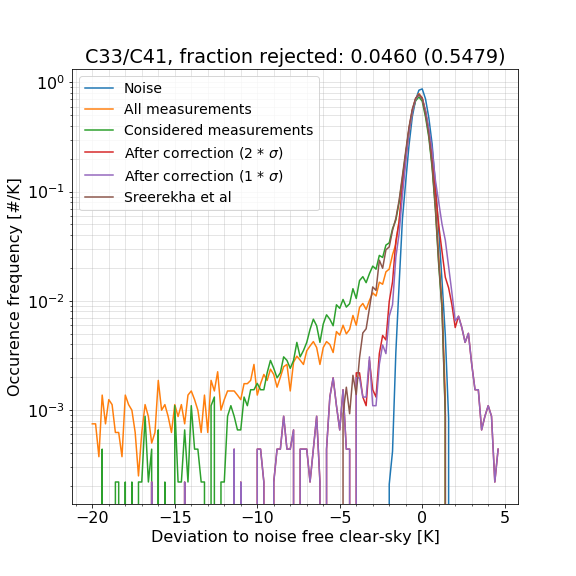 C33/C41, fraction rejected: 0.0460 (0.5479)
Noise
All measurements
Considered measurements
After correction (2 * σ)
After correction (1 * σ)
Sreerekha et al
Occurence frequency [#/K]
10⁰
10⁻¹
10⁻²
10⁻³
−20 −15 −10 −5 0 5
Deviation to noise free clear-sky [K]